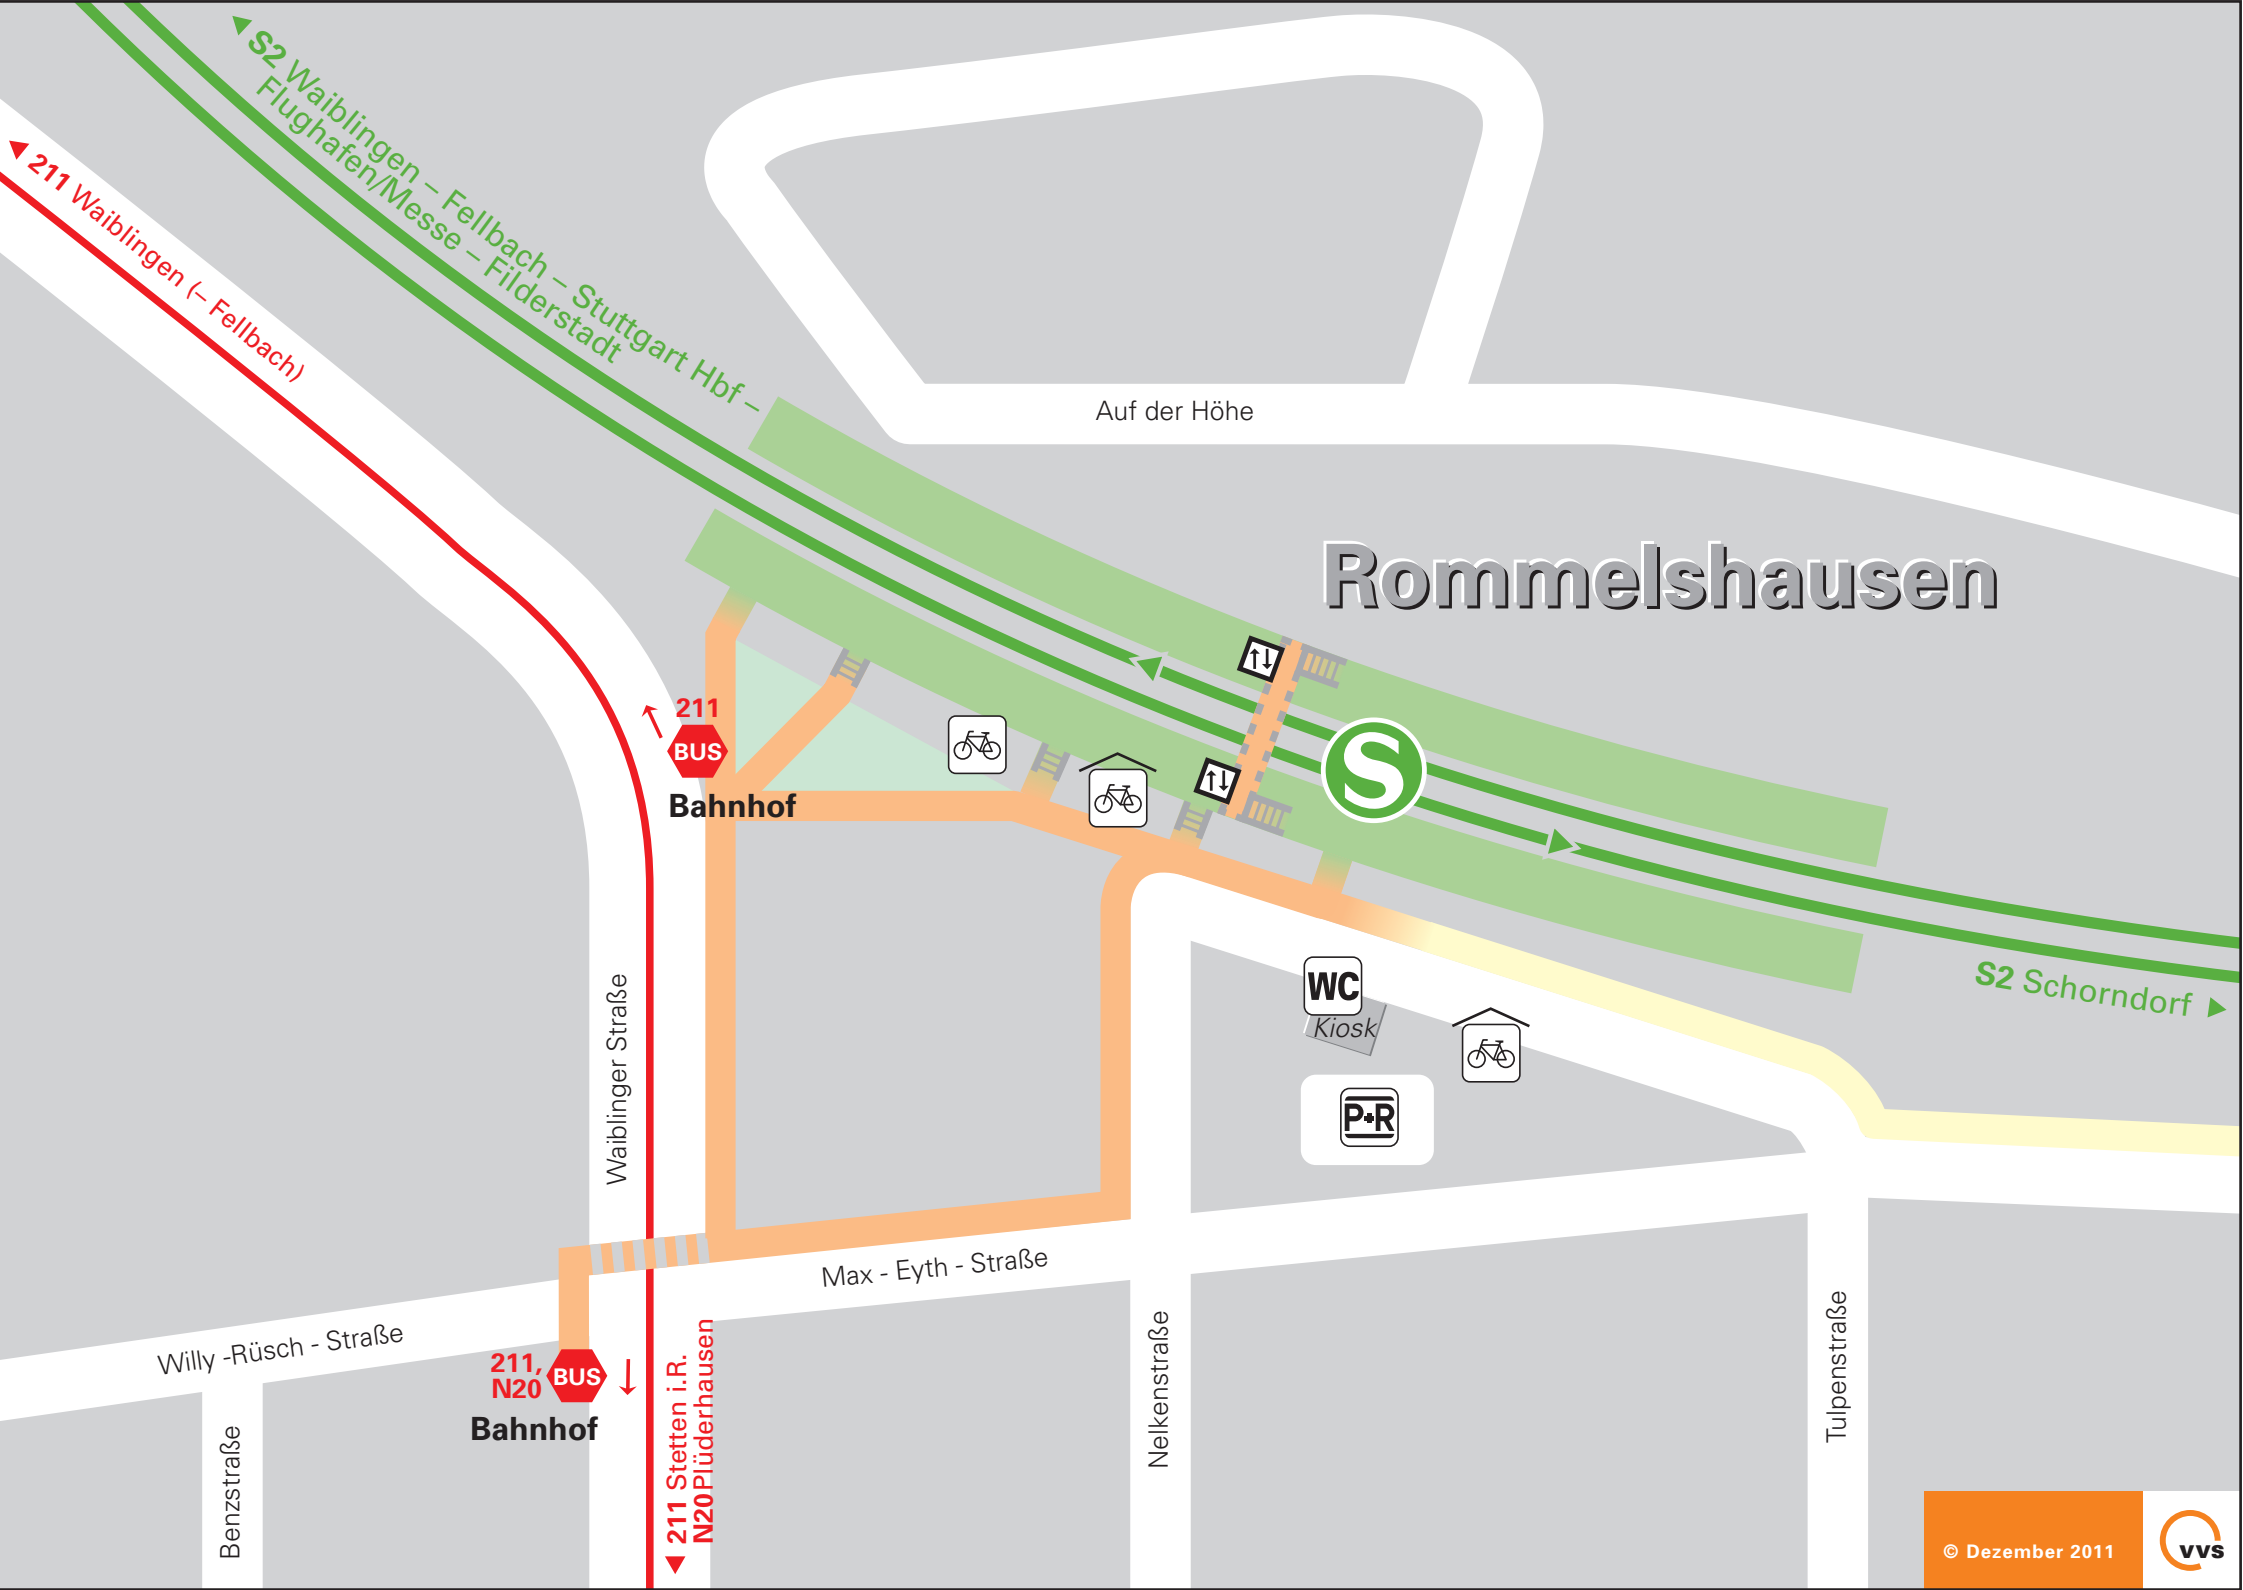 S2 Waiblingen – Fellbach – Stuttgart Hbf –
Flughafen/Messe – Filderstadt
211 Waiblingen (– Fellbach)
Auf der Höhe
Rommelshausen
211
BUS
Bahnhof
S
S2 Schorndorf
WC
Kiosk
P+R
Waiblinger Straße
Max - Eyth - Straße
Willy -Rüsch - Straße
211,
N20
BUS
Bahnhof
211 Stetten i.R.
N20 Plüderhausen
Benzstraße
Nelkenstraße
Tulpenstraße
© Dezember 2011
vvs